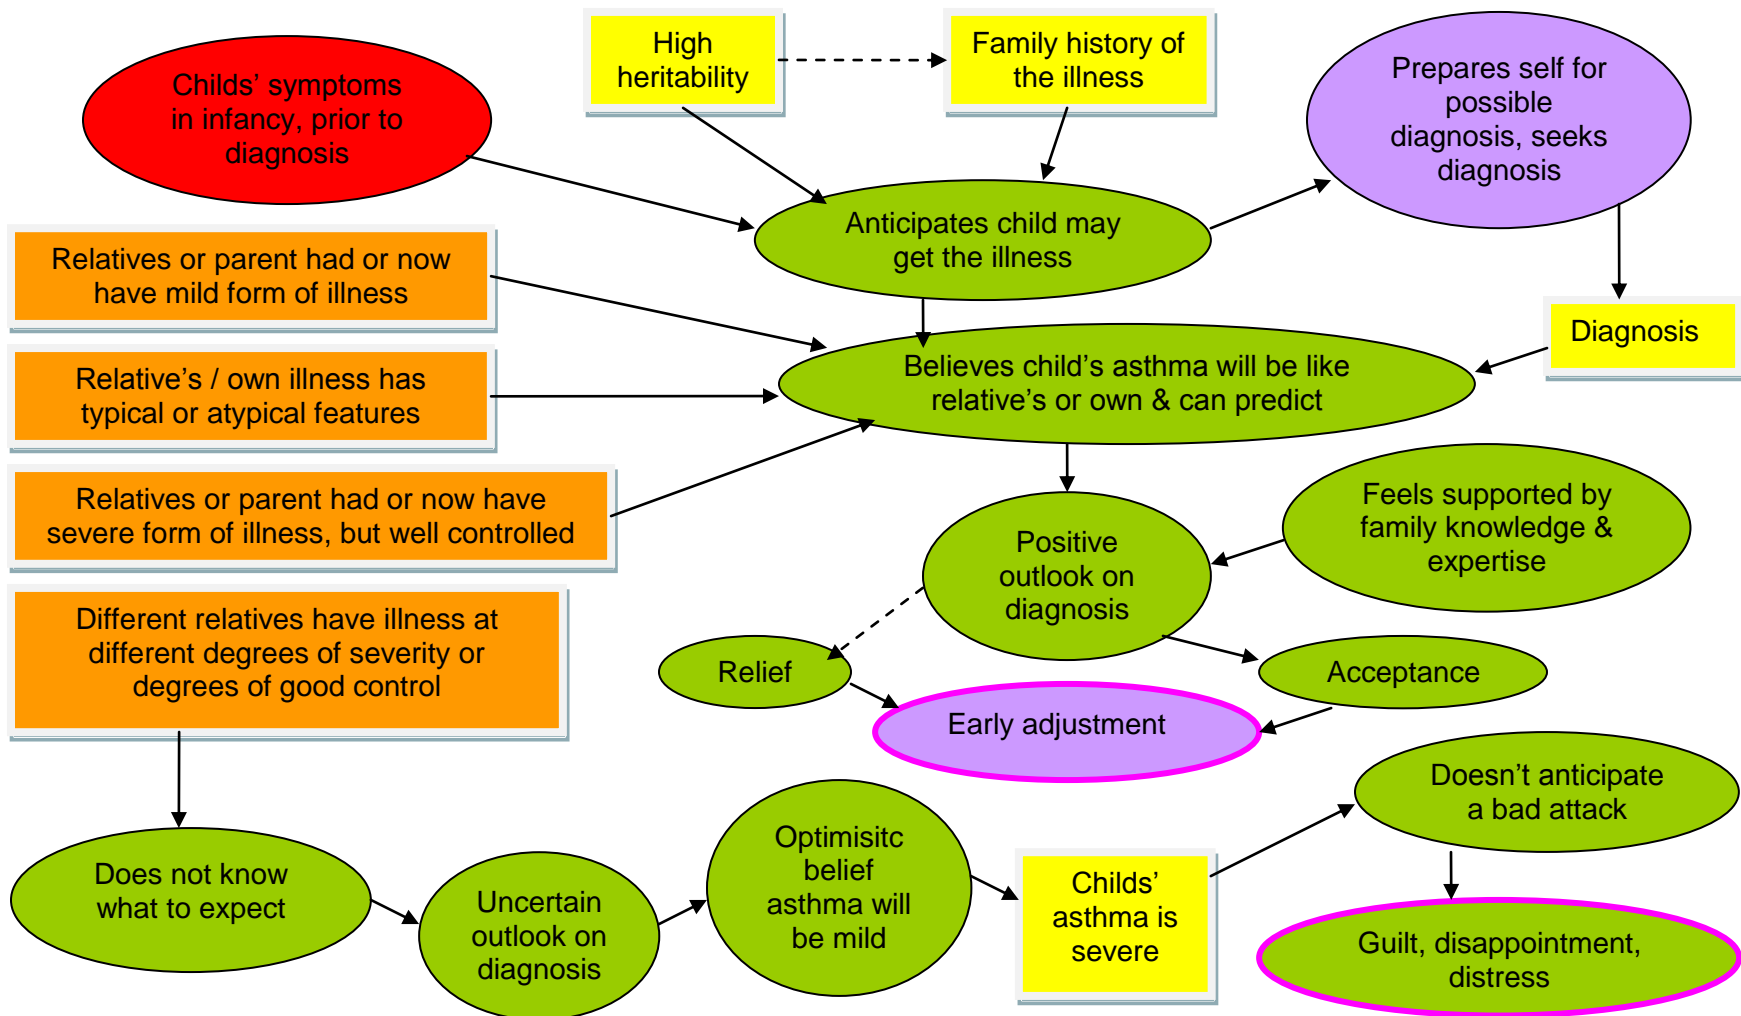 Childs’ symptoms
in infancy, prior to
diagnosis
High
heritability
Family history of
the illness
Prepares self for
possible
diagnosis, seeks
diagnosis
Anticipates child may
get the illness
Relatives or parent had or now
have mild form of illness
Diagnosis
Relative’s / own illness has
typical or atypical features
Believes child’s asthma will be like
relative’s or own & can predict
Relatives or parent had or now have
severe form of illness, but well controlled
Positive
outlook on
diagnosis
Feels supported by
family knowledge &
expertise
Different relatives have illness at
different degrees of severity or
degrees of good control
Relief
Acceptance
Early adjustment
Does not know
what to expect
Uncertain
outlook on
diagnosis
Optimisitc
belief
asthma will
be mild
Childs’
asthma is
severe
Doesn’t anticipate
a bad attack
Guilt, disappointment,
distress